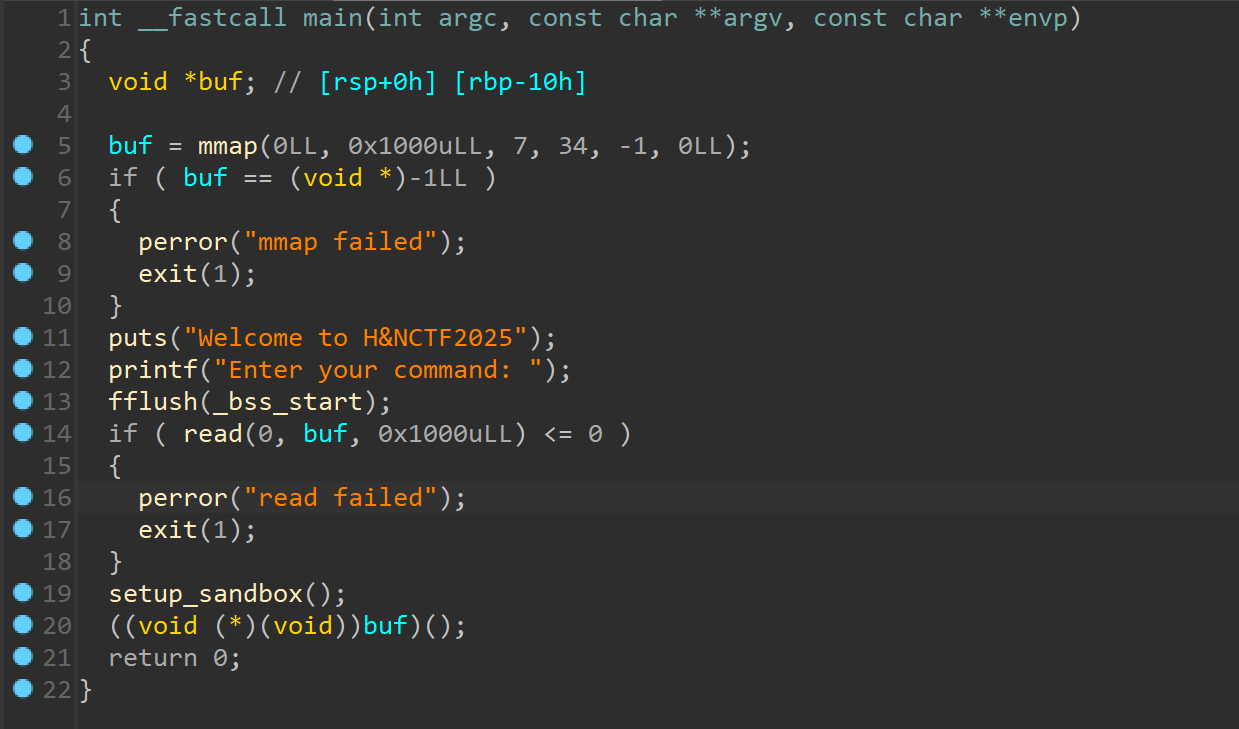 1 int __fastcall main(int argc, const char **argv, const char **envp)
2 {
3   void *buf; // [rsp+0h] [rbp-10h]
4
5   buf = mmap(0LL, 0x1000uLL, 7, 34, -1, 0LL);
6   if ( buf == (void *)-1LL )
7   {
8     perror("mmap failed");
9     exit(1);
10   }
11   puts("Welcome to H&NCTF2025");
12   printf("Enter your command: ");
13   fflush(_bss_start);
14   if ( read(0, buf, 0x1000uLL) <= 0 )
15   {
16     perror("read failed");
17     exit(1);
18   }
19   setup_sandbox();
20   ((void (*)(void))buf)();
21   return 0;
22 }